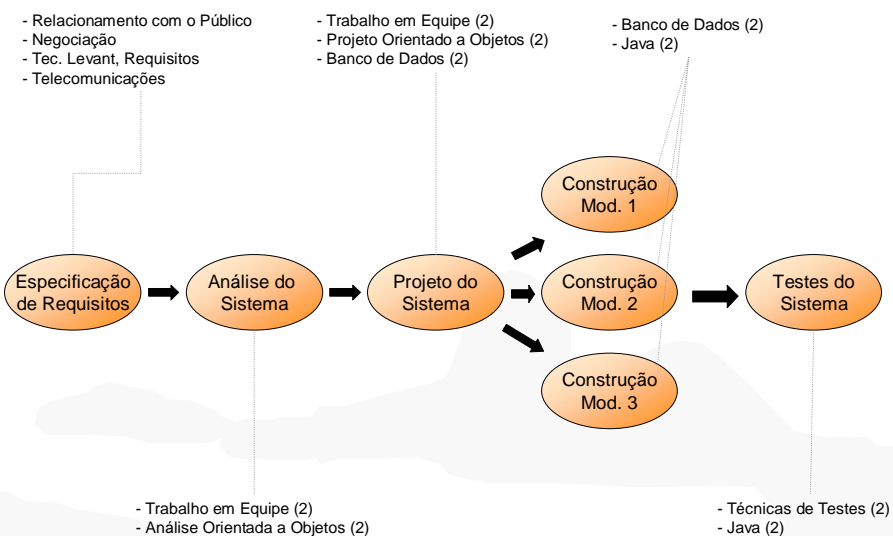 - Relacionamento com o Público
- Negociação
- Tec. Levant, Requisitos
- Telecomunicações
- Trabalho em Equipe (2)
- Projeto Orientado a Objetos (2)
- Banco de Dados (2)
- Banco de Dados (2)
- Java (2)
Construção
Mod. 1
Especificação
de Requisitos
Análise do
Sistema
Projeto do
Sistema
Construção
Mod. 2
Testes do
Sistema
Construção
Mod. 3
- Trabalho em Equipe (2)
- Análise Orientada a Objetos (2)
- Técnicas de Testes (2)
- Java (2)